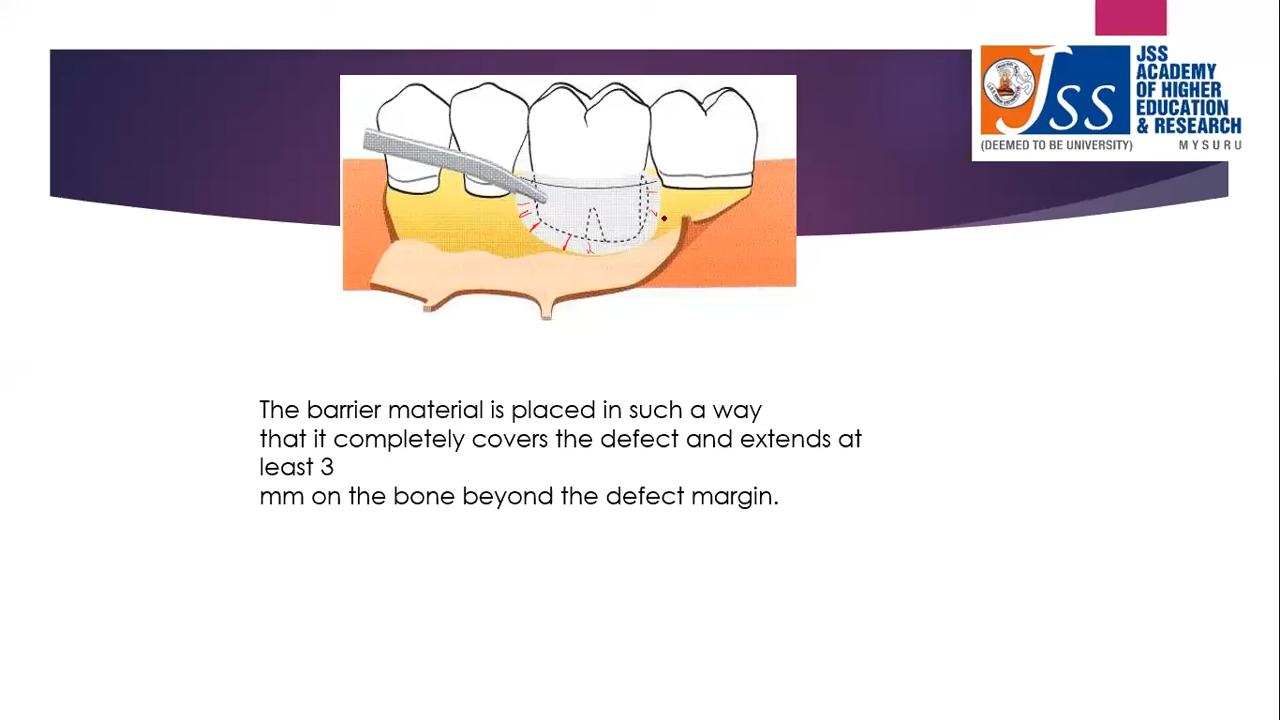 JSS
ACADEMY
OF HIGHER
EDUCATION
& RESEARCH
JSS
(DEEMED TO BE UNIVERSITY)
MYSURU
The barrier material is placed in such a way
that it completely covers the defect and extends at
least 3
mm on the bone beyond the defect margin.